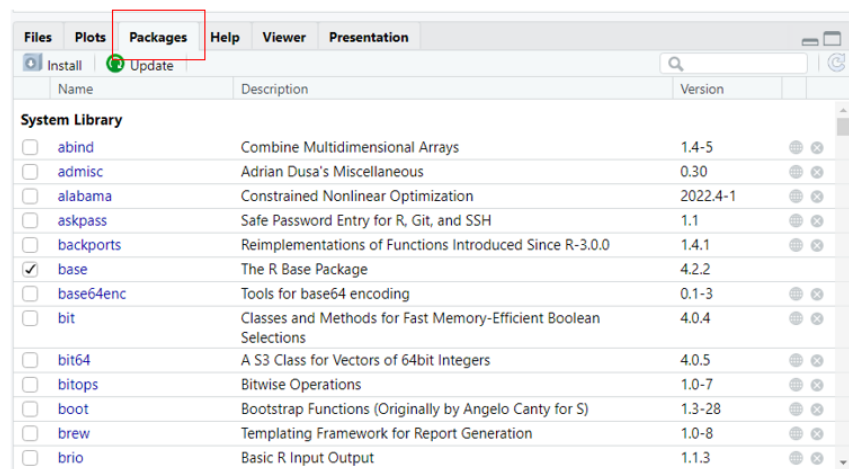 Files Plots Packages Help Viewer Presentation
Install Update
Name Description Version
System Library
abind Combine Multidimensional Arrays 1.4-5
admisc Adrian Dusa's Miscellaneous 0.30
alabama Constrained Nonlinear Optimization 2022.4-1
askpass Safe Password Entry for R, Git, and SSH 1.1
backports Reimplementations of Functions Introduced Since R-3.0.0 1.4.1
base The R Base Package 4.2.2
base64enc Tools for base64 encoding 0.1-3
bit Classes and Methods for Fast Memory-Efficient Boolean 4.0.4
Selections
bit64 A S3 Class for Vectors of 64bit Integers 4.0.5
bitops Bitwise Operations 1.0-7
boot Bootstrap Functions (Originally by Angelo Canty for S) 1.3-28
brew Templating Framework for Report Generation 1.0-8
brio Basic R Input Output 1.1.3